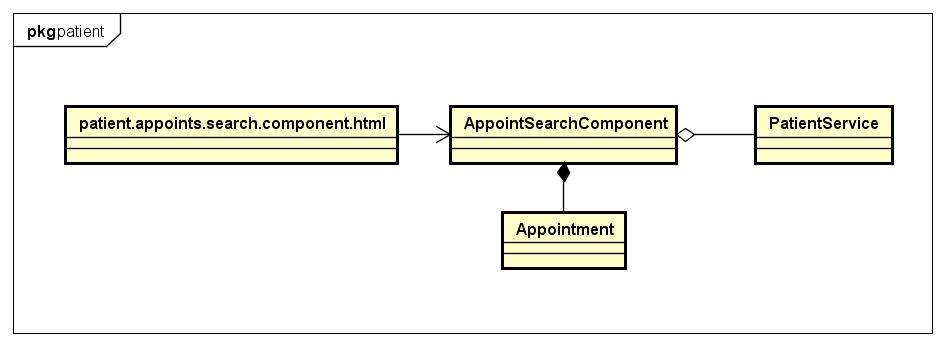 pkg patient
patient.appoints.search.component.html
AppointSearchComponent
PatientService
Appointment